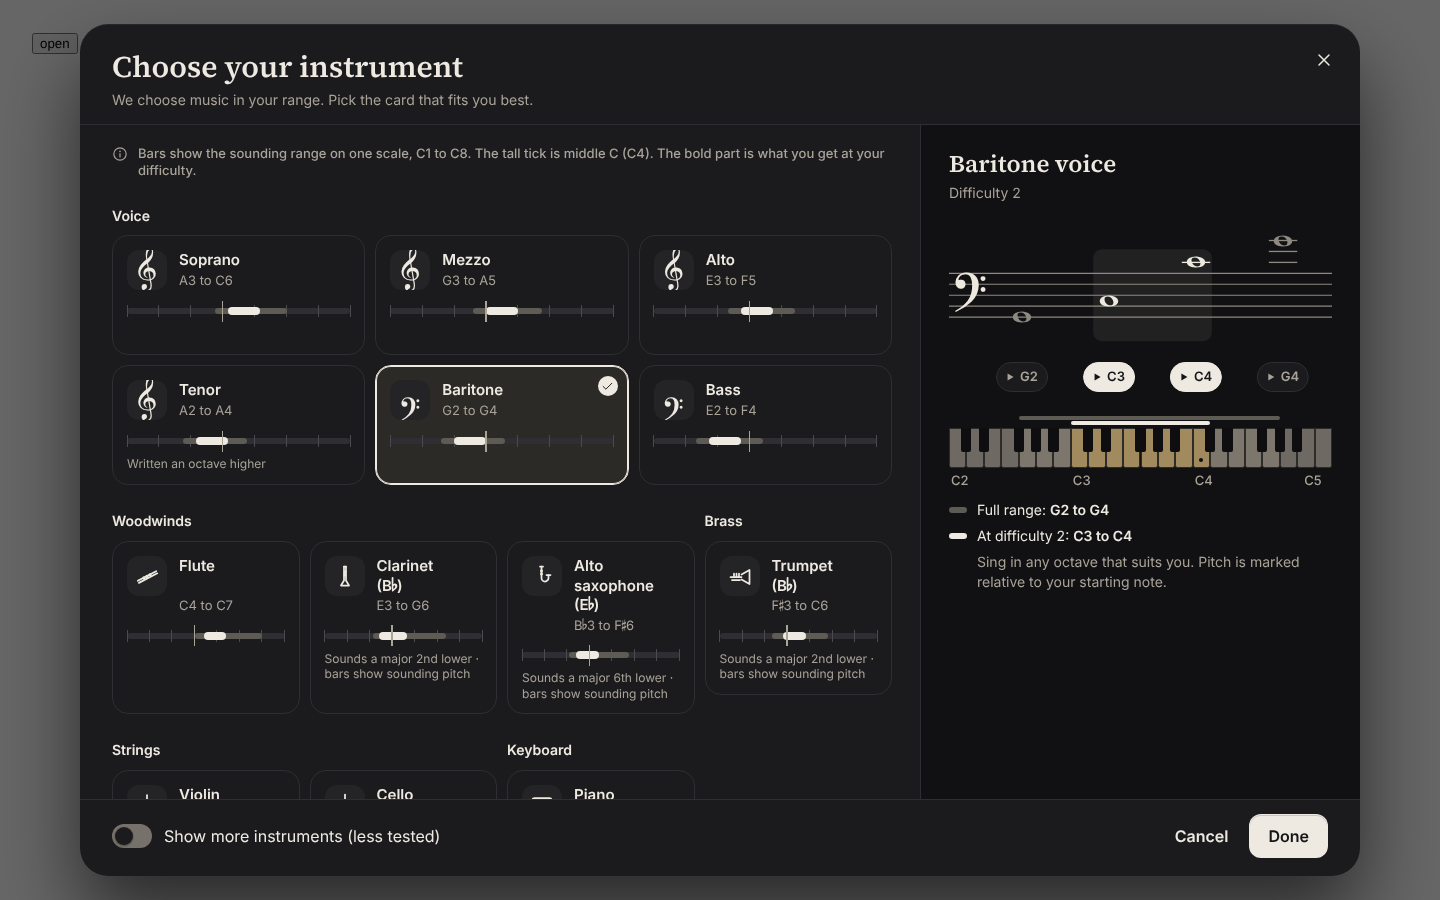 open
Choose your instrument
We choose music in your range. Pick the card that fits you best.
Bars show the sounding range on one scale, C1 to C8. The tall tick is middle C (C4). The bold part is what you get at your
difficulty.
Voice
Soprano
A3 to C6
Mezzo
G3 to A5
Alto
E3 to F5
Tenor
A2 to A4
Written an octave higher
Baritone
G2 to G4
Bass
E2 to F4
Woodwinds
Flute
C4 to C7
Clarinet
(B♭)
E3 to G6
Sounds a major 2nd lower ·
bars show sounding pitch
Alto
saxophone
(E♭)
B♭3 to F♯6
Sounds a major 6th lower ·
bars show sounding pitch
Brass
Trumpet
(B♭)
F♯3 to C6
Sounds a major 2nd lower ·
bars show sounding pitch
Strings
Violin
Cello
Keyboard
Piano
Baritone voice
Difficulty 2
G2
C3
C4
G4
C2
C3
C4
C5
Full range: G2 to G4
At difficulty 2: C3 to C4
Sing in any octave that suits you. Pitch is marked
relative to your starting note.
Show more instruments (less tested)
Cancel
Done